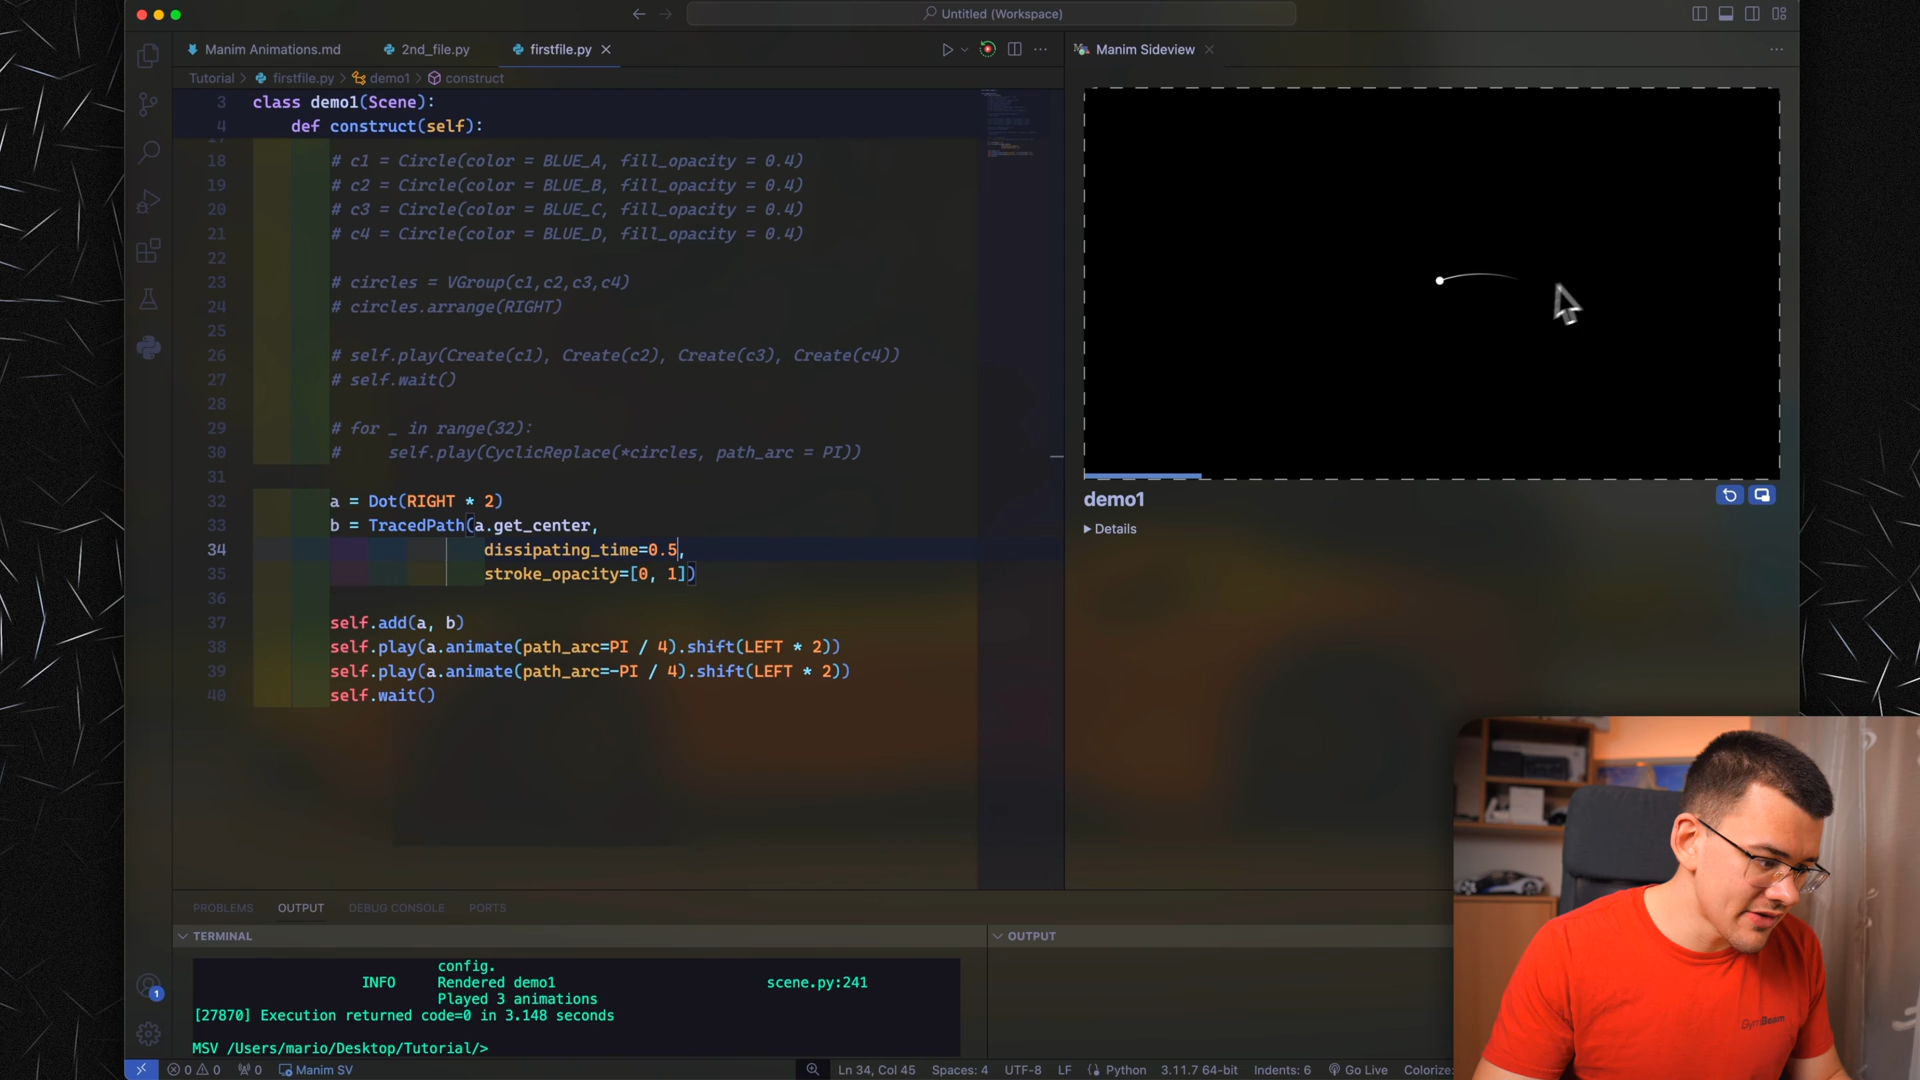 Untitled (Workspace)
Manim Animations.md
2nd_file.py
firstfile.py
Manim Sideview
Tutorial > firstfile.py > demo1 > construct
3 class demo1(Scene):
4 def construct(self):
18 # c1 = Circle(color = BLUE_A, fill_opacity = 0.4)
19 # c2 = Circle(color = BLUE_B, fill_opacity = 0.4)
20 # c3 = Circle(color = BLUE_C, fill_opacity = 0.4)
21 # c4 = Circle(color = BLUE_D, fill_opacity = 0.4)
22
23 # circles = VGroup(c1,c2,c3,c4)
24 # circles.arrange(RIGHT)
25
26 # self.play(Create(c1), Create(c2), Create(c3), Create(c4))
27 # self.wait()
28
29 # for _ in range(32):
30 #     self.play(CyclicReplace(*circles, path_arc = PI))
31
32 a = Dot(RIGHT * 2)
33 b = TracedPath(a.get_center,
34 dissipating_time=0.5,
35 stroke_opacity=[0, 1])
36
37 self.add(a, b)
38 self.play(a.animate(path_arc=PI / 4).shift(LEFT * 2))
39 self.play(a.animate(path_arc=-PI / 4).shift(LEFT * 2))
40 self.wait()
demo1
Details
PROBLEMS OUTPUT DEBUG CONSOLE PORTS
TERMINAL
OUTPUT
config.
INFO Rendered demo1 scene.py:241
Played 3 animations
[27870] Execution returned code=0 in 3.148 seconds
MSV /Users/mario/Desktop/Tutorial/>
GymBeam
1
0 0 0 Manim SV
Ln 34, Col 45 Spaces: 4 UTF-8 LF Python 3.11.7 64-bit Indents: 6 Go Live Colorize: